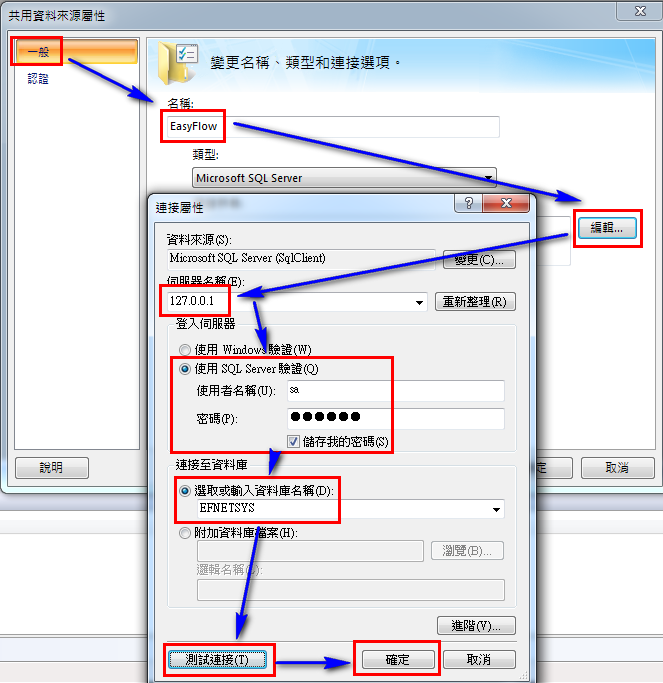 共用資料來源屬性
一般
認證
變更名稱、類型和連接選項。
名稱:
EasyFlow
類型:
Microsoft SQL Server
編輯...
連接屬性
資料來源(S):
Microsoft SQL Server (SqlClient)
變更(C)...
伺服器名稱(E):
127.0.0.1
重新整理(R)
登入伺服器
使用 Windows 驗證(W)
使用 SQL Server 驗證(Q)
使用者名稱(U):
sa
密碼(P):
●●●●●●
儲存我的密碼(S)
連接至資料庫
選取或輸入資料庫名稱(D):
EFNETSYS
附加資料庫檔案(H):
瀏覽(B)...
邏輯名稱
進階(V)...
測試連接(T)
確定
取消
說明
定
取消